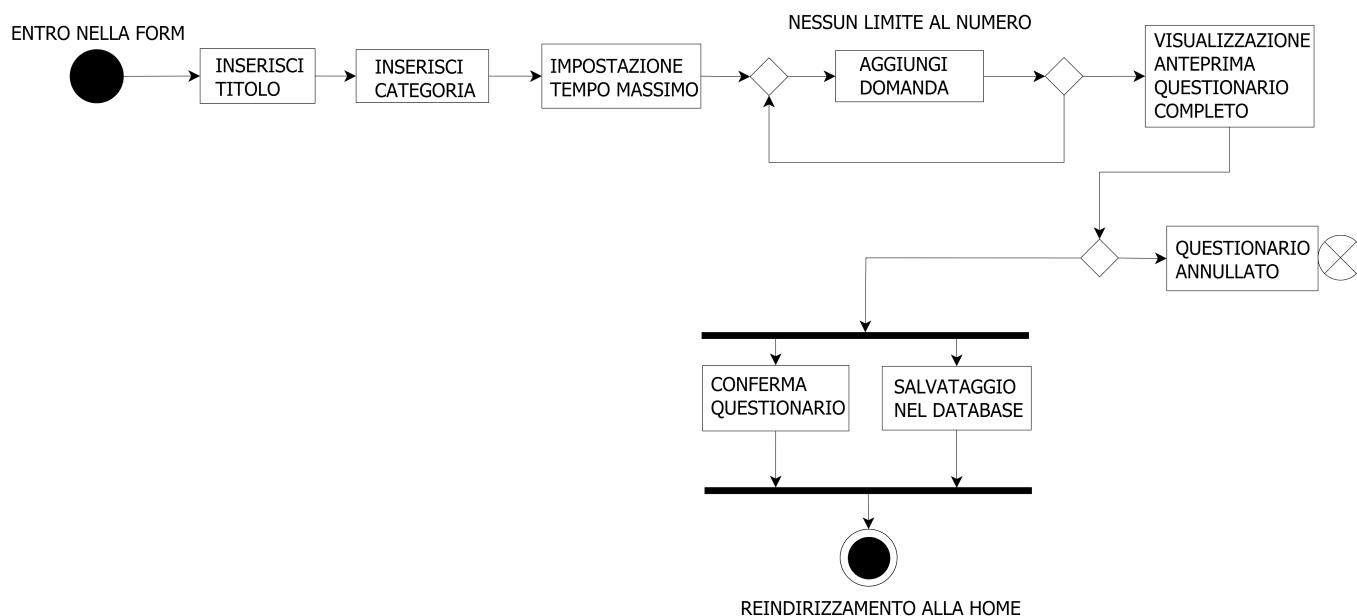 NESSUN LIMITE AL NUMERO
ENTRO NELLA FORM
INSERISCI
TITOLO
INSERISCI
CATEGORIA
IMPOSTAZIONE
TEMPO MASSIMO
AGGIUNGI
DOMANDA
VISUALIZZAZIONE
ANTEPRIMA
QUESTIONARIO
COMPLETO
QUESTIONARIO
ANNULLATO
CONFERMA
QUESTIONARIO
SALVATAGGIO
NEL DATABASE
REINDIRIZZAMENTO ALLA HOME